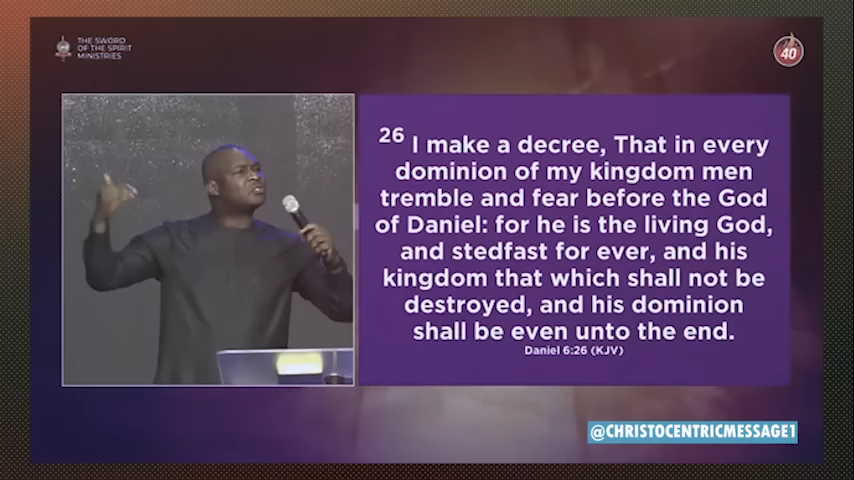 THE SWORD
OF THE SPIRIT
MINISTRIES
40
26 I make a decree, That in every
dominion of my kingdom men
tremble and fear before the God
of Daniel: for he is the living God,
and stedfast for ever, and his
kingdom that which shall not be
destroyed, and his dominion
shall be even unto the end.
Daniel 6:26 (KJV)
@CHRISTOCENTRICMESSAGE1